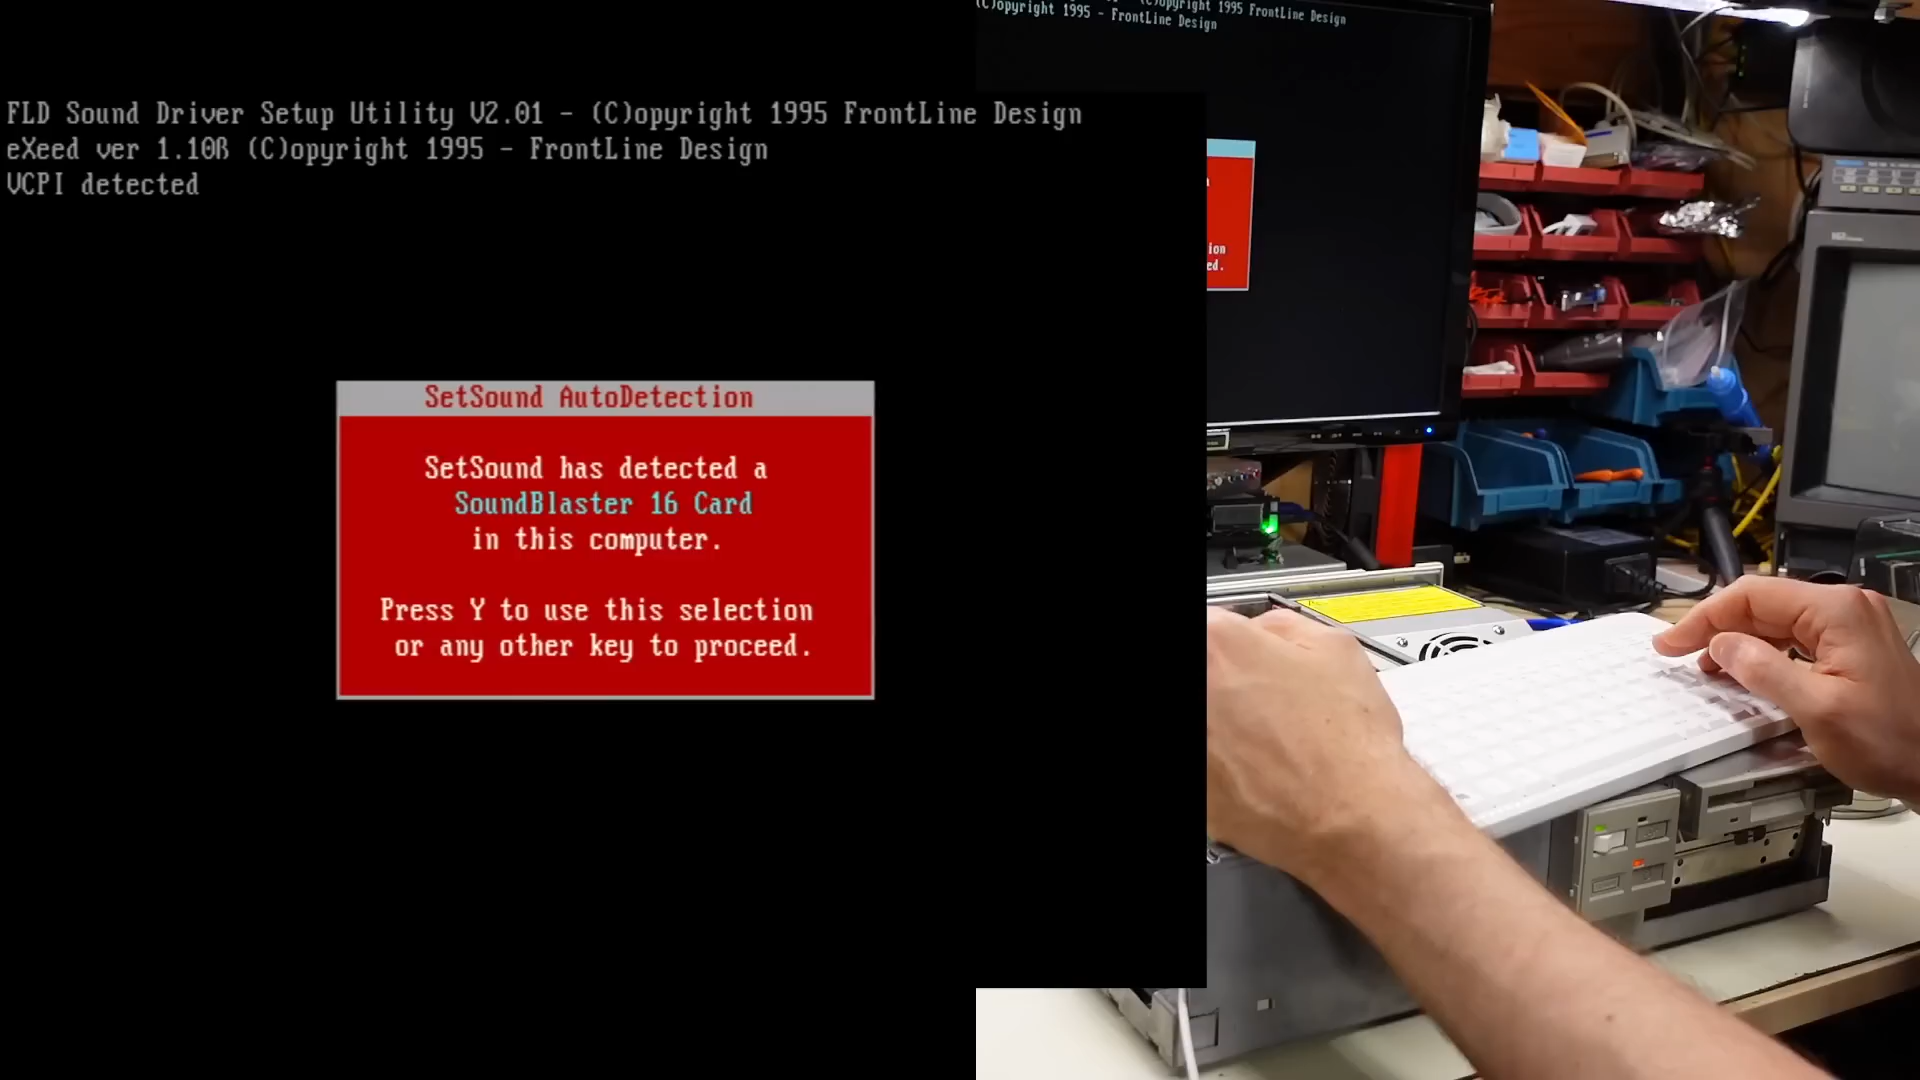 FLD Sound Driver Setup Utility V2.01 - (C)opyright 1995 FrontLine Design
eXeed ver 1.10ß (C)opyright 1995 - FrontLine Design
VCPI detected
SetSound AutoDetection
SetSound has detected a
SoundBlaster 16 Card
in this computer.
Press Y to use this selection
or any other key to proceed.
(C)opyright 1995 FrontLine Design
(C)opyright 1995 - FrontLine Design